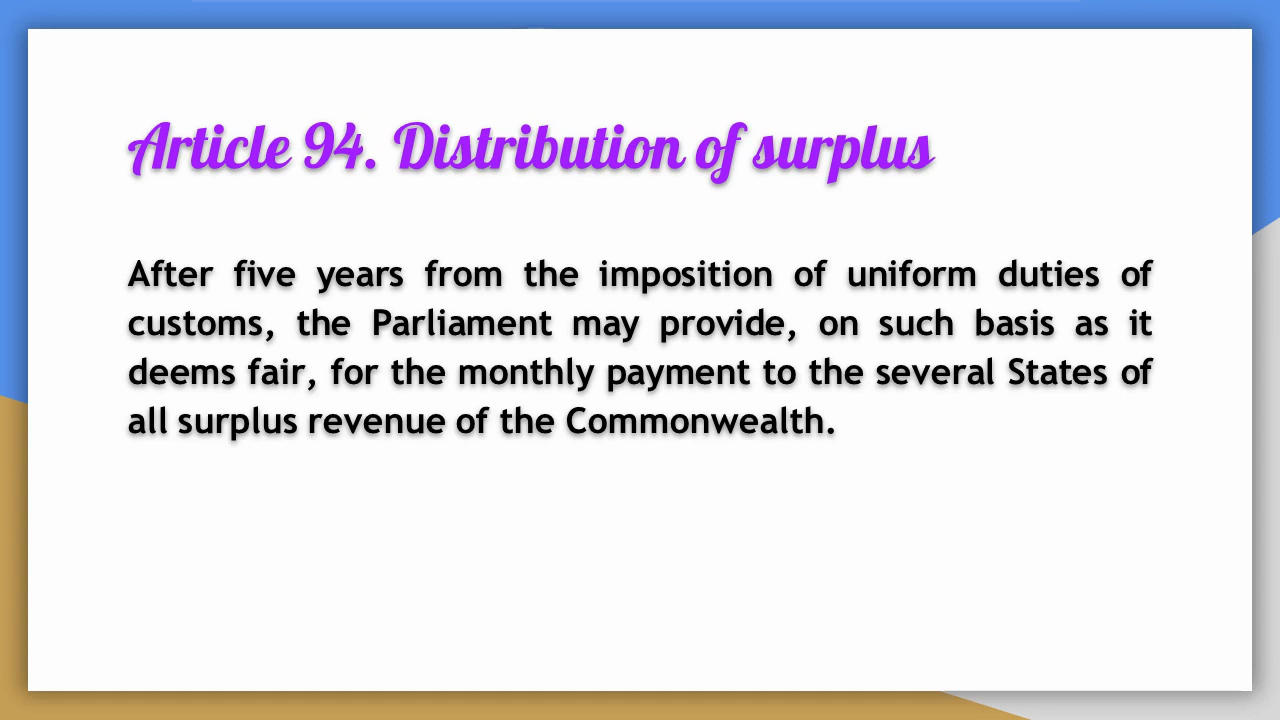 Article 94. Distribution of surplus
After five years from the imposition of uniform duties of
customs, the Parliament may provide, on such basis as it
deems fair, for the monthly payment to the several States of
all surplus revenue of the Commonwealth.